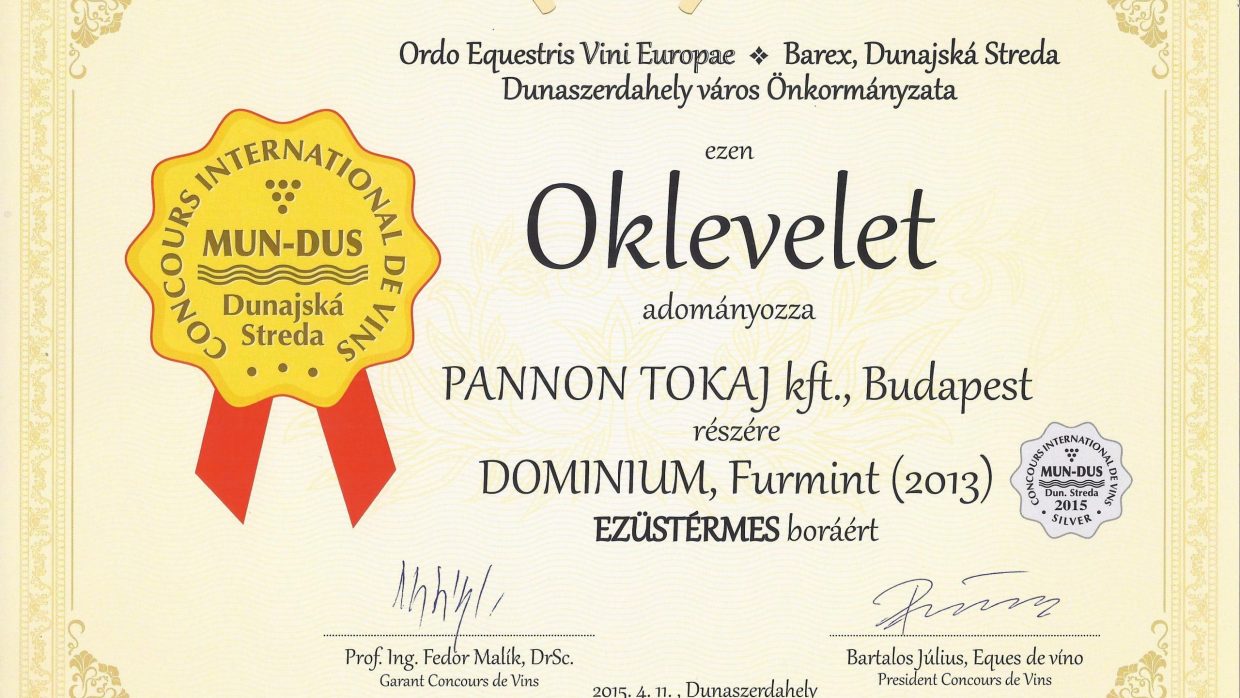 Ordo Equestris Vini Europae ❖ Barex, Dunajská Streda
Dunaszerdahely város Önkormányzata
ezen
Oklevelet
adományozza
PANNON TOKAJ kft., Budapest
részére
DOMINIUM, Furmint (2013)
EZÜSTÉRMES boráért
CONCOURS INTERNATIONAL DE VINS
MUN-DUS
Dunajská
Streda
CONCOURS INTERNATIONAL DE VINS
MUN-DUS
Dun. Streda
2015
• SILVER •
Prof. Ing. Fedor Malík, DrSc.
Garant Concours de Vins
Bartalos Július, Eques de víno
President Concours de Vins
2015. 4. 11. , Dunaszerdahely